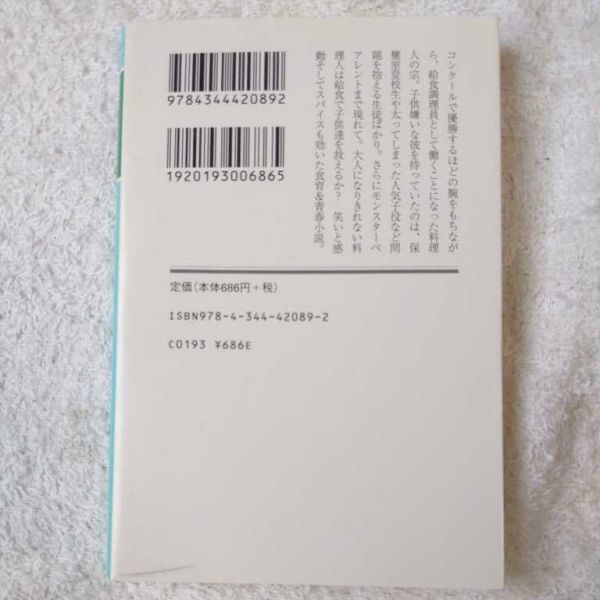 9784344420892
1920193006865
コンクールで優勝するほどの腕をもちなが
ら、給食調理員として働くことになった料理
人の宗。子供嫌いな彼を待っていたのは、保
健室登校生や太ってしまった人気子役など問
題を抱える生徒ばかり。さらにモンスターペ
アレントまで現れて。大人になりきれない料
理人は給食で子供達を救えるか？ 笑いと感
動そしてスパイスも効いた食育&青春小説。
定価(本体686円+税)
ISBN978-4-344-42089-2
C0193 ¥686E